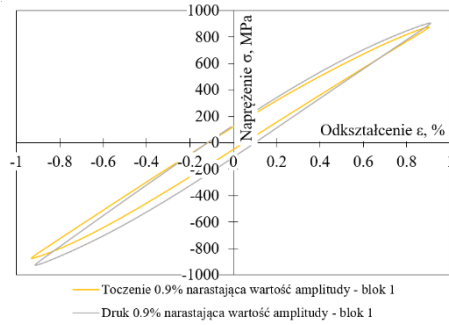 1000
800
600
400
200
0
-200
-400
-600
-800
-1000
Naprężenie σ, MPa
Odkształcenie ε, %
-1 -0.8 -0.6 -0.4 -0.2 0 0.2 0.4 0.6 0.8 1
Toczenie 0.9% narastająca wartość amplitudy - blok 1
Druk 0.9% narastająca wartość amplitudy - blok 1